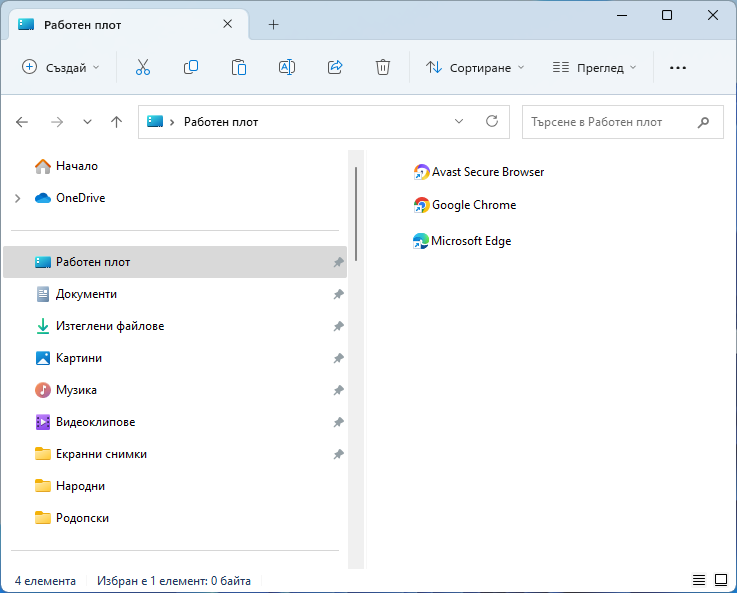 Работен плот
Създай
Сортиране
Преглед
Работен плот
Търсене в Работен плот
Начало
OneDrive
Работен плот
Документи
Изтеглени файлове
Картини
Музика
Видеоклипове
Екранни снимки
Народни
Родопски
Avast Secure Browser
Google Chrome
Microsoft Edge
4 елемента
Избран е 1 елемент: 0 байта